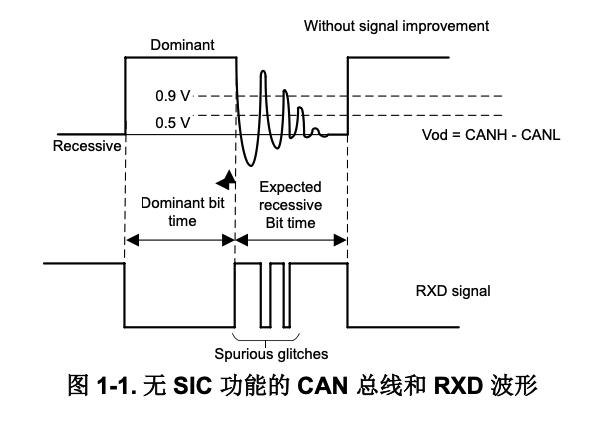 Without signal improvement
Dominant
0.9 V
0.5 V
Recessive
Vod = CANH - CANL
Dominant bit
time
Expected
recessive
Bit time
RXD signal
Spurious glitches
图 1-1. 无 SIC 功能的 CAN 总线和 RXD 波形